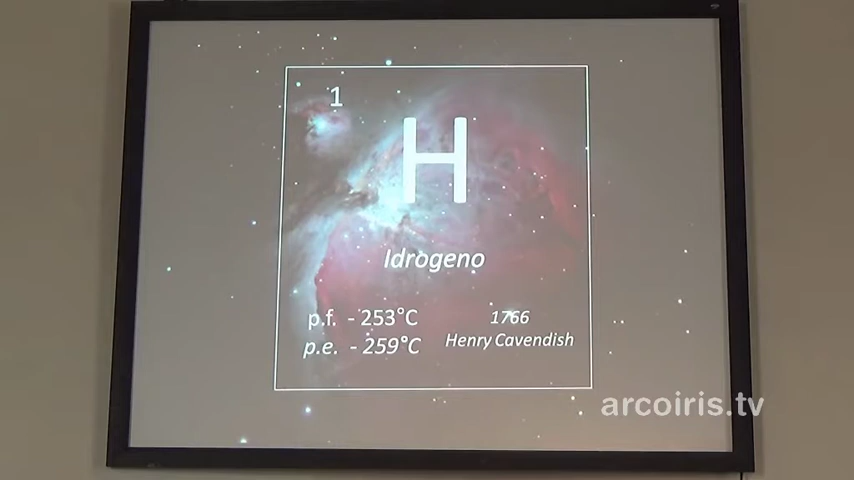 1
H
Idrogeno
p.f. - 253°C
p.e. - 259°C
1766
Henry Cavendish
arcoiris.tv